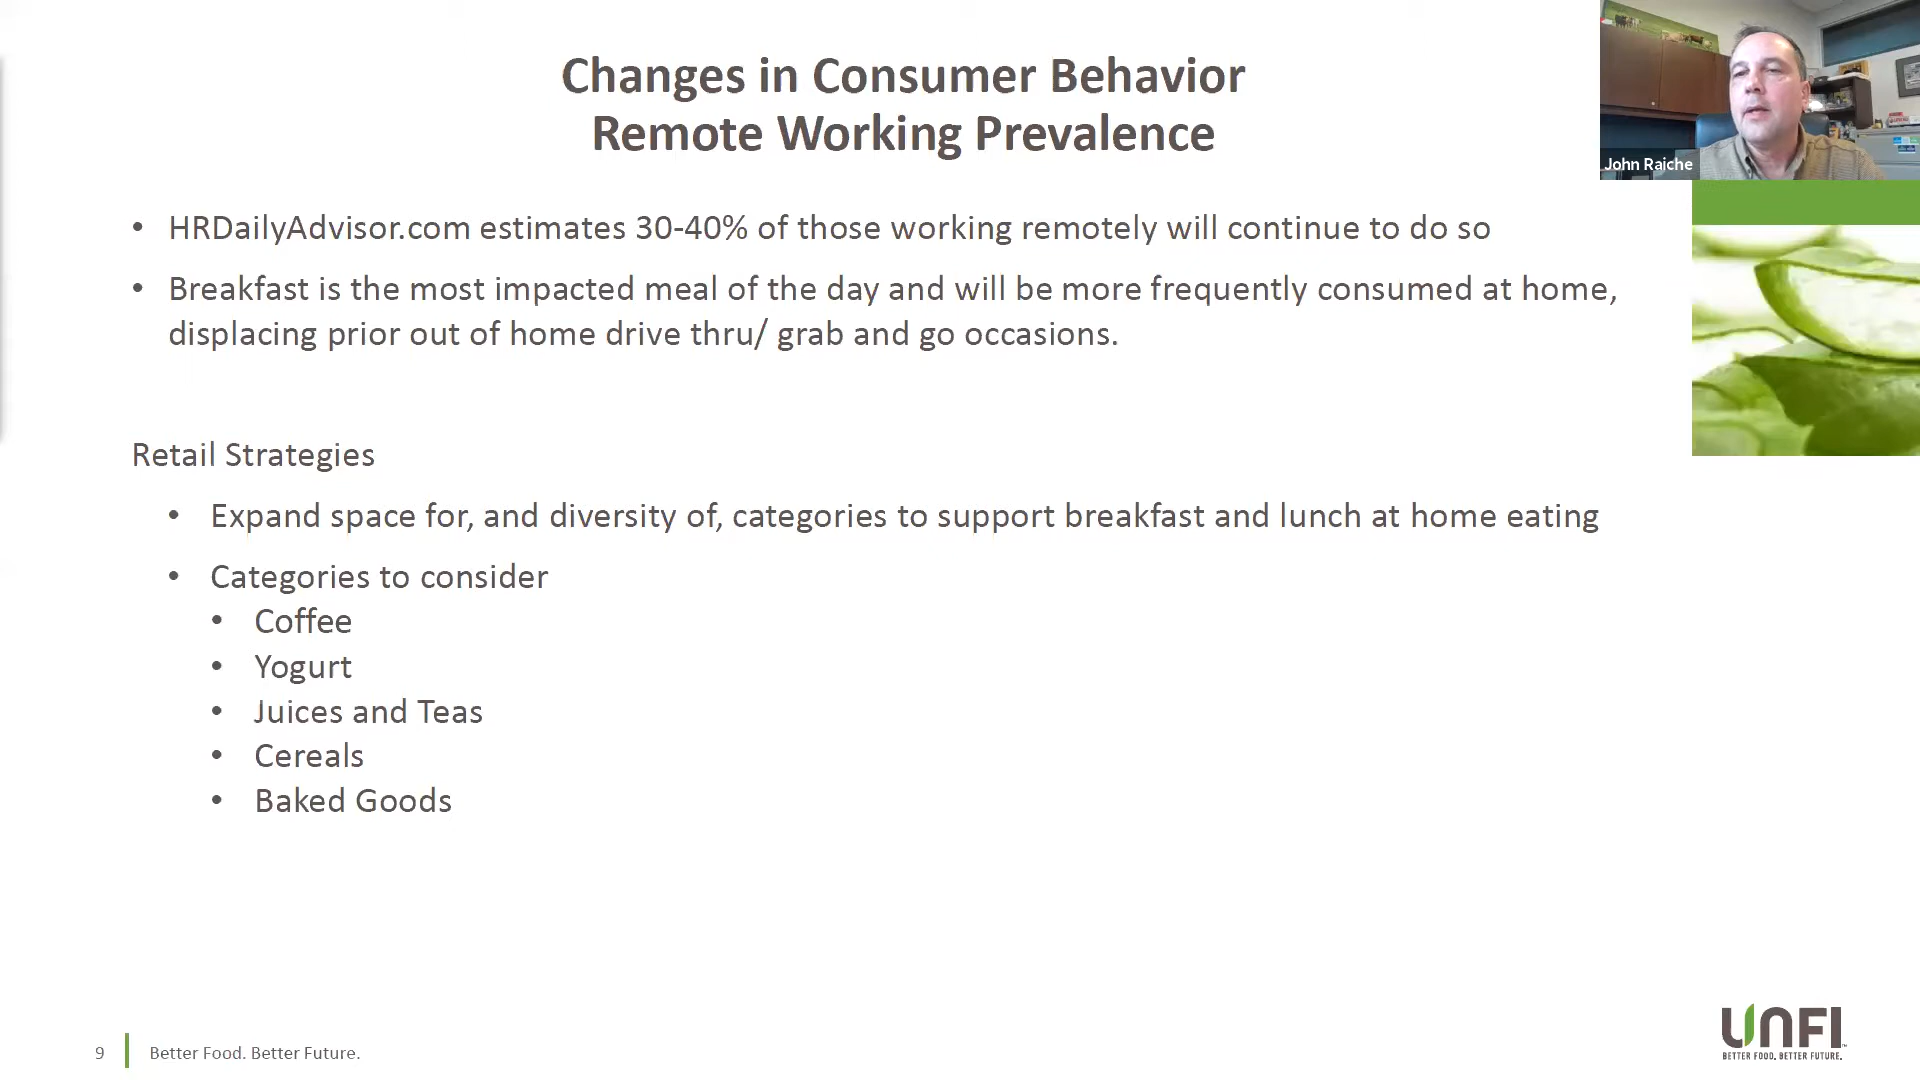 Changes in Consumer Behavior
Remote Working Prevalence
John Raiche
• HRDailyAdvisor.com estimates 30-40% of those working remotely will continue to do so
• Breakfast is the most impacted meal of the day and will be more frequently consumed at home,
displacing prior out of home drive thru/ grab and go occasions.
Retail Strategies
• Expand space for, and diversity of, categories to support breakfast and lunch at home eating
• Categories to consider
• Coffee
• Yogurt
• Juices and Teas
• Cereals
• Baked Goods
9
Better Food. Better Future.
UNFI
BETTER FOOD. BETTER FUTURE.